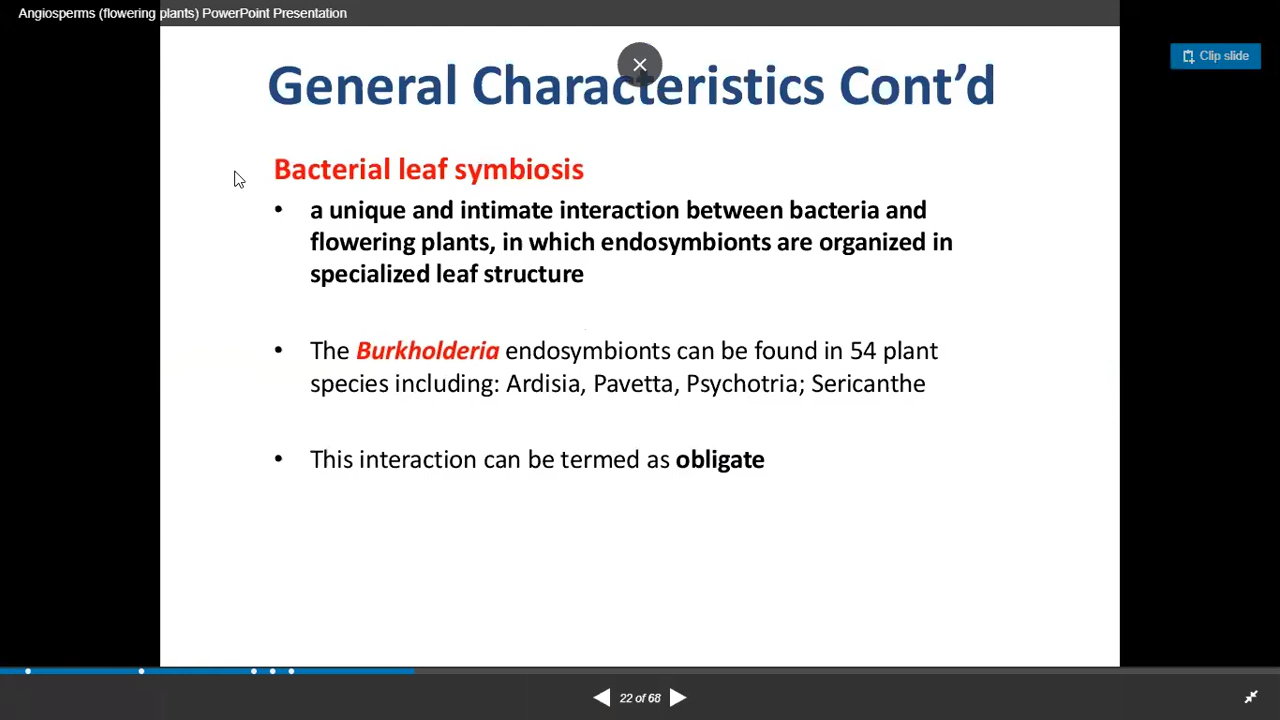 Angiosperms (flowering plants) PowerPoint Presentation
Clip slide
General Characteristics Cont’d
Bacterial leaf symbiosis
• a unique and intimate interaction between bacteria and
flowering plants, in which endosymbionts are organized in
specialized leaf structure
• The Burkholderia endosymbionts can be found in 54 plant
species including: Ardisia, Pavetta, Psychotria; Sericanthe
• This interaction can be termed as obligate
22 of 68